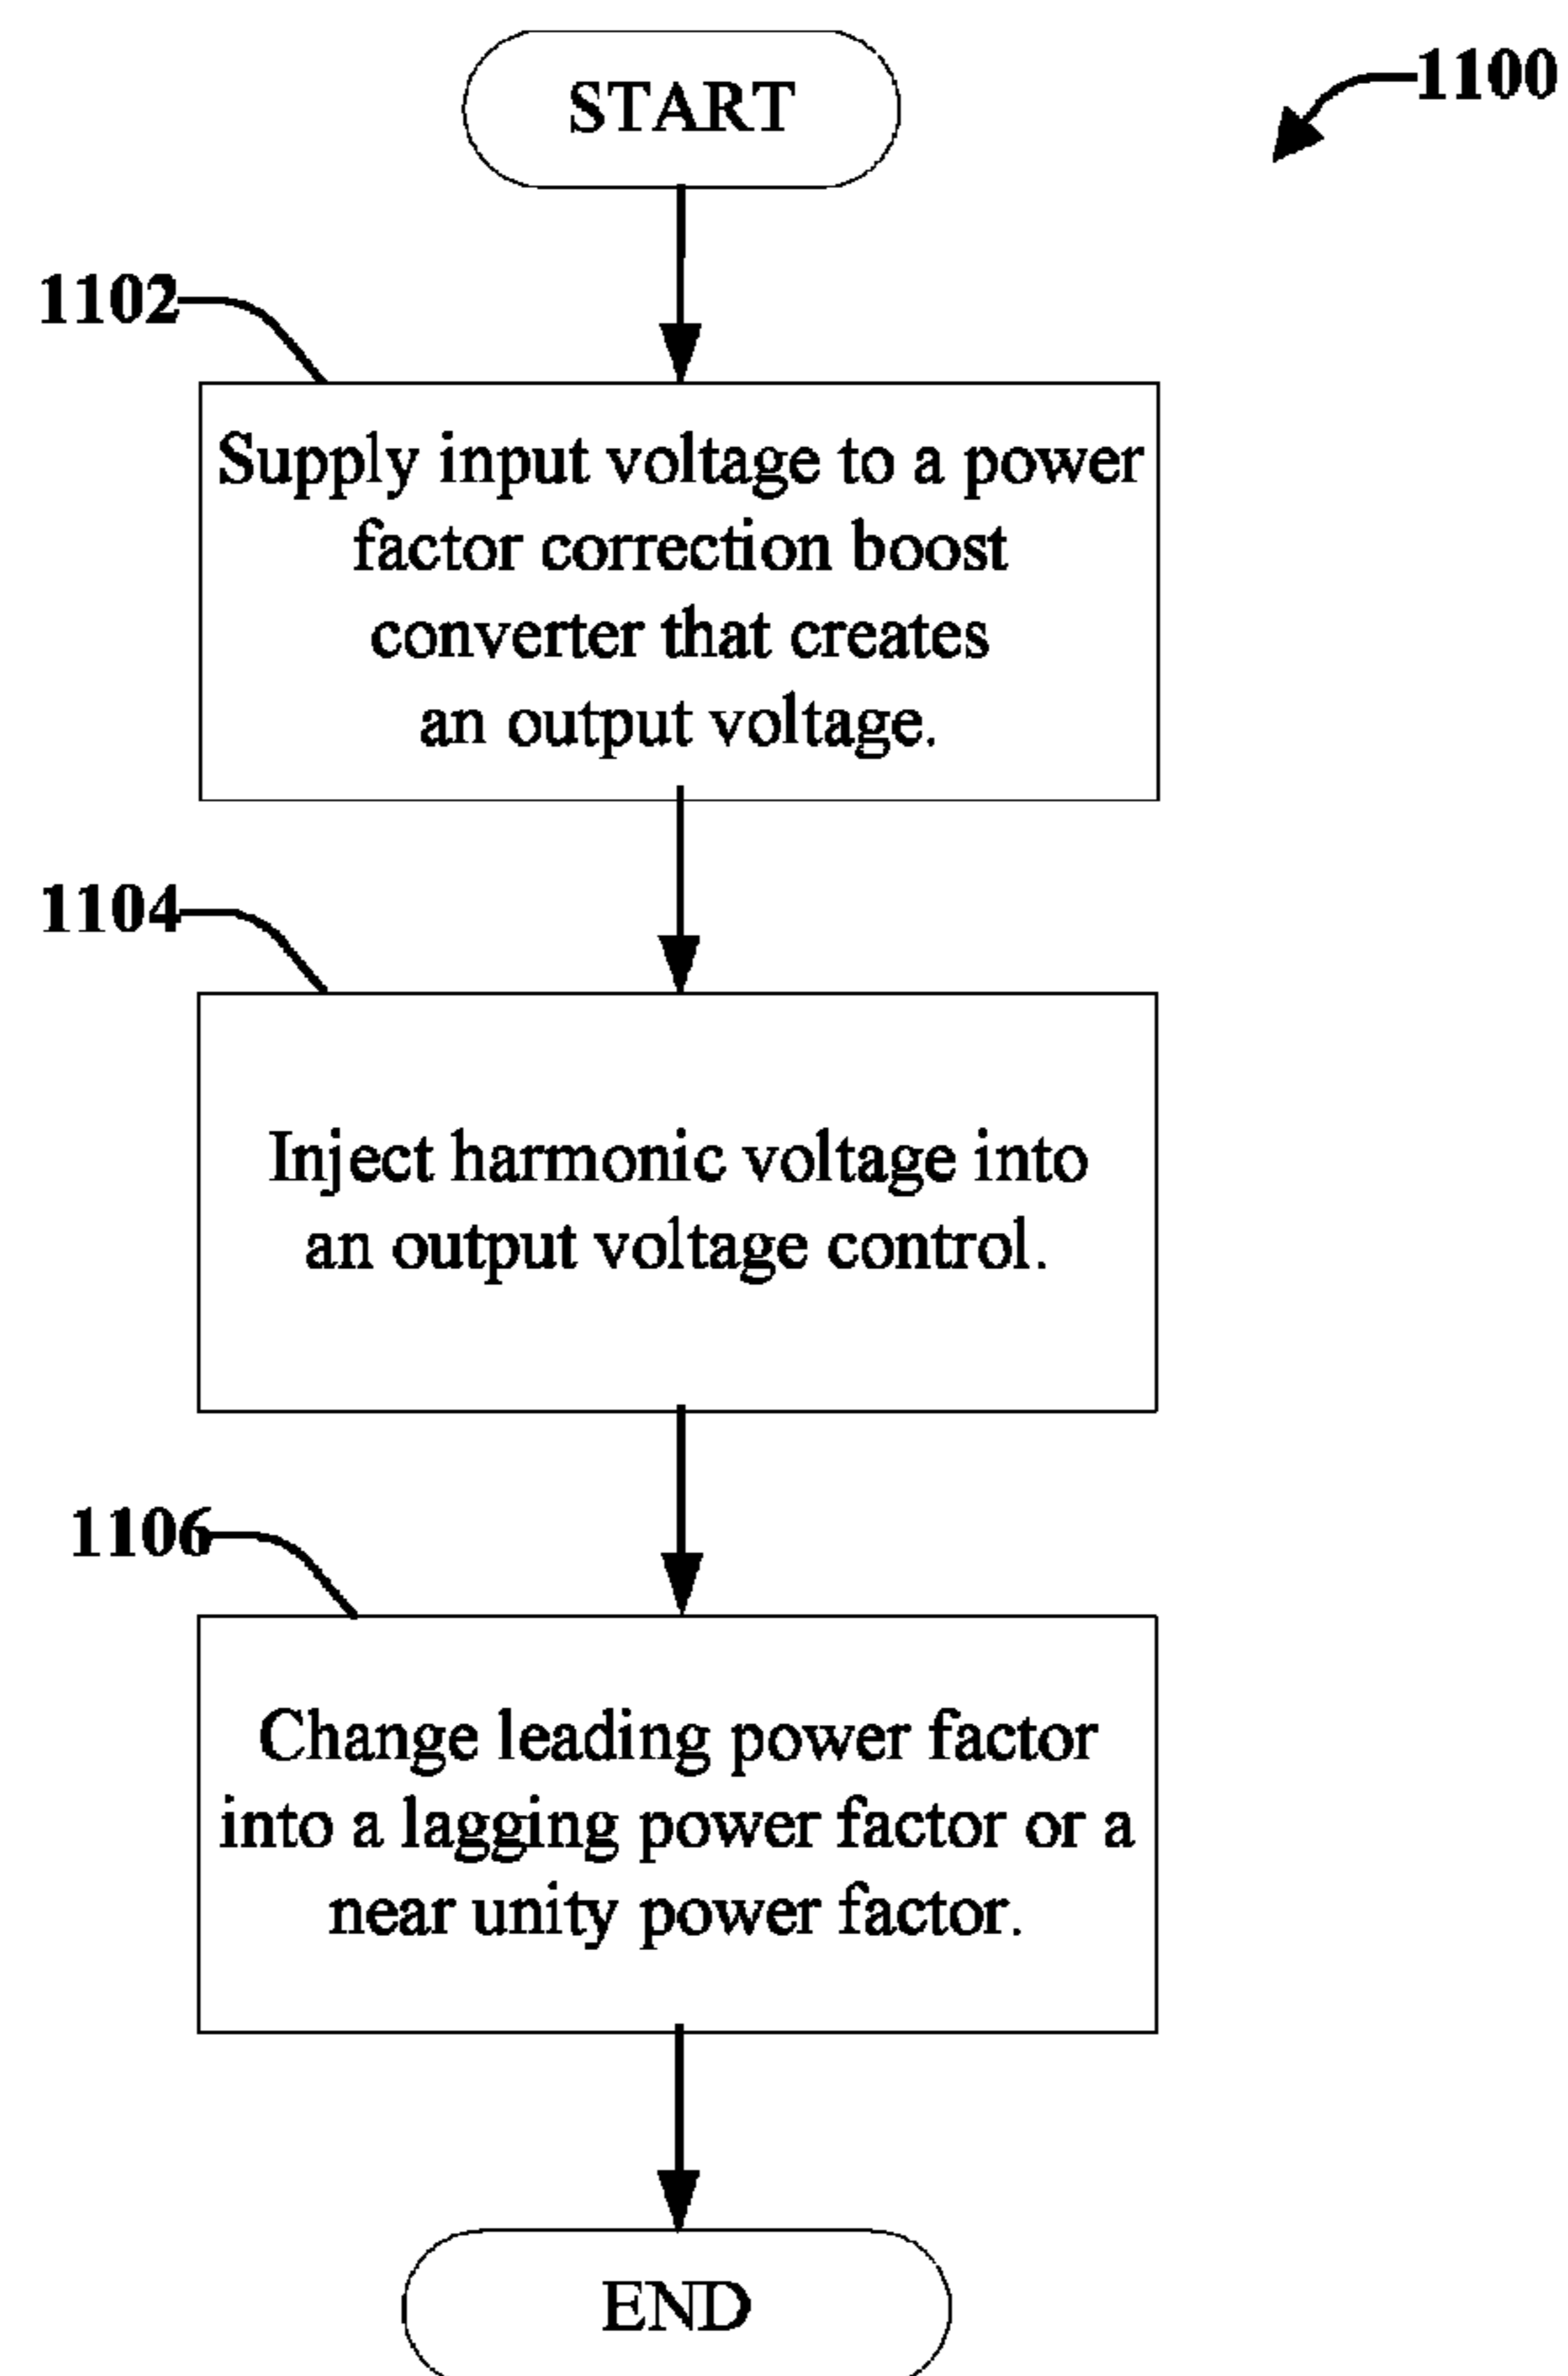 START
1100
1102
Supply input voltage to a power
factor correction boost
converter that creates
an output voltage.
1104
Inject harmonic voltage into
an output voltage control.
1106
Change leading power factor
into a lagging power factor or a
near unity power factor.
END